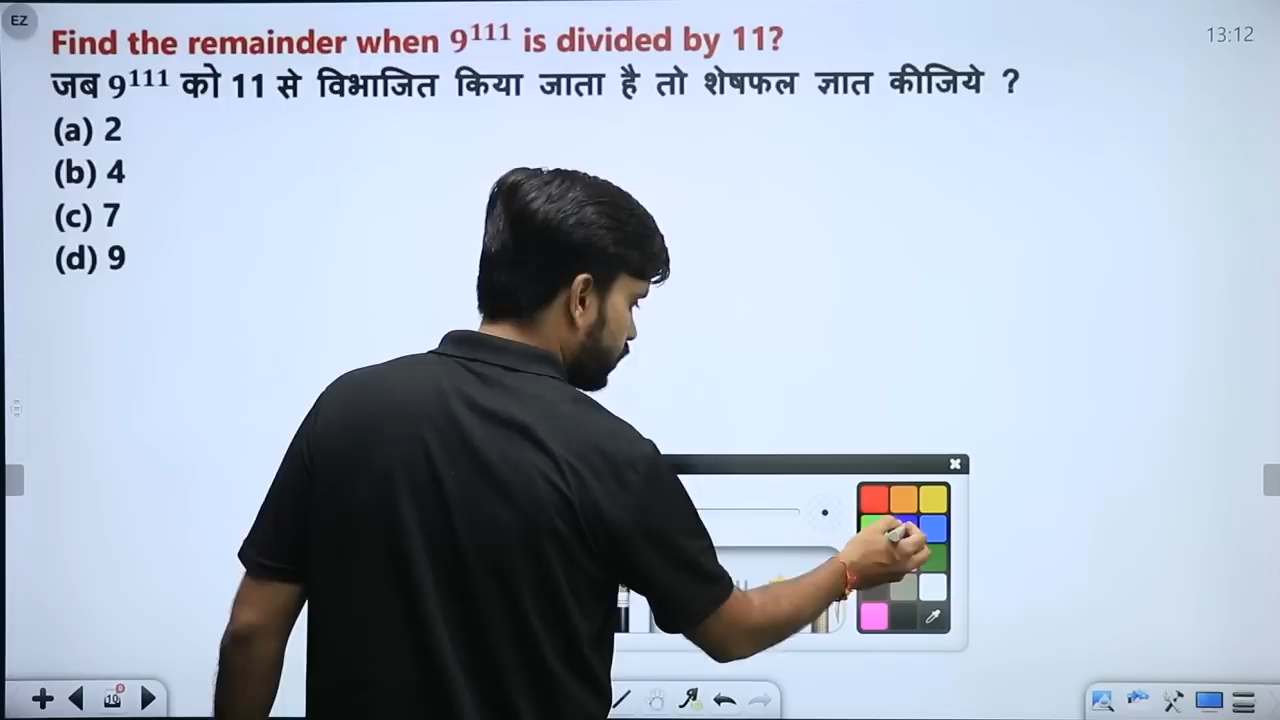 EZ
Find the remainder when 9¹¹¹ is divided by 11?
13:12
जब 9¹¹¹ को 11 से विभाजित किया जाता है तो शेषफल ज्ञात कीजिये ?
(a) 2
(b) 4
(c) 7
(d) 9
10